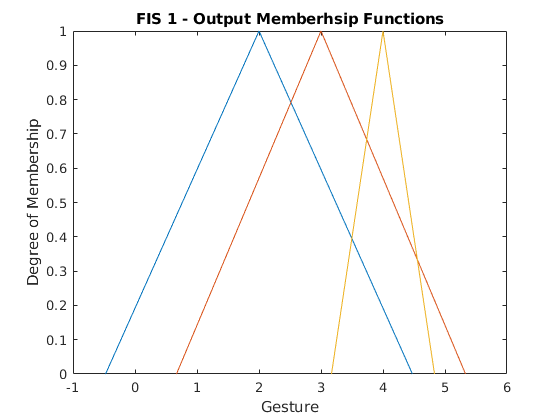 FIS 1 - Output Memberhsip Functions
1
0.9
0.8
0.7
0.6
0.5
0.4
0.3
0.2
0.1
0
Degree of Membership
-1 0 1 2 3 4 5 6
Gesture